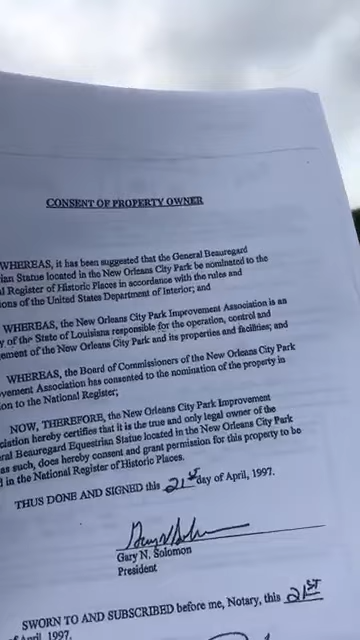 CONSENT OF PROPERTY OWNER
WHEREAS, it has been suggested that the General Beauregard
rian Statue located in the New Orleans City Park be nominated to the
l Register of Historic Places in accordance with the rules and
ions of the United States Department of Interior; and
WHEREAS, the New Orleans City Park Improvement Association is an
y of the State of Louisiana responsible for the operation, control and
ement of the New Orleans City Park and its properties and facilities; and
WHEREAS, the Board of Commissioners of the New Orleans City Park
vement Association has consented to the nomination of the property in
ion to the National Register;
NOW, THEREFORE, the New Orleans City Park Improvement
ciation hereby certifies that it is the true and only legal owner of the
ral Beauregard Equestrian Statue located in the New Orleans City Park
as such, does hereby consent and grant permission for this property to be
d in the National Register of Historic Places.
THUS DONE AND SIGNED this 21st day of April, 1997.
Gary N. Solomon
President
SWORN TO AND SUBSCRIBED before me, Notary, this 21ST
of April, 1997.